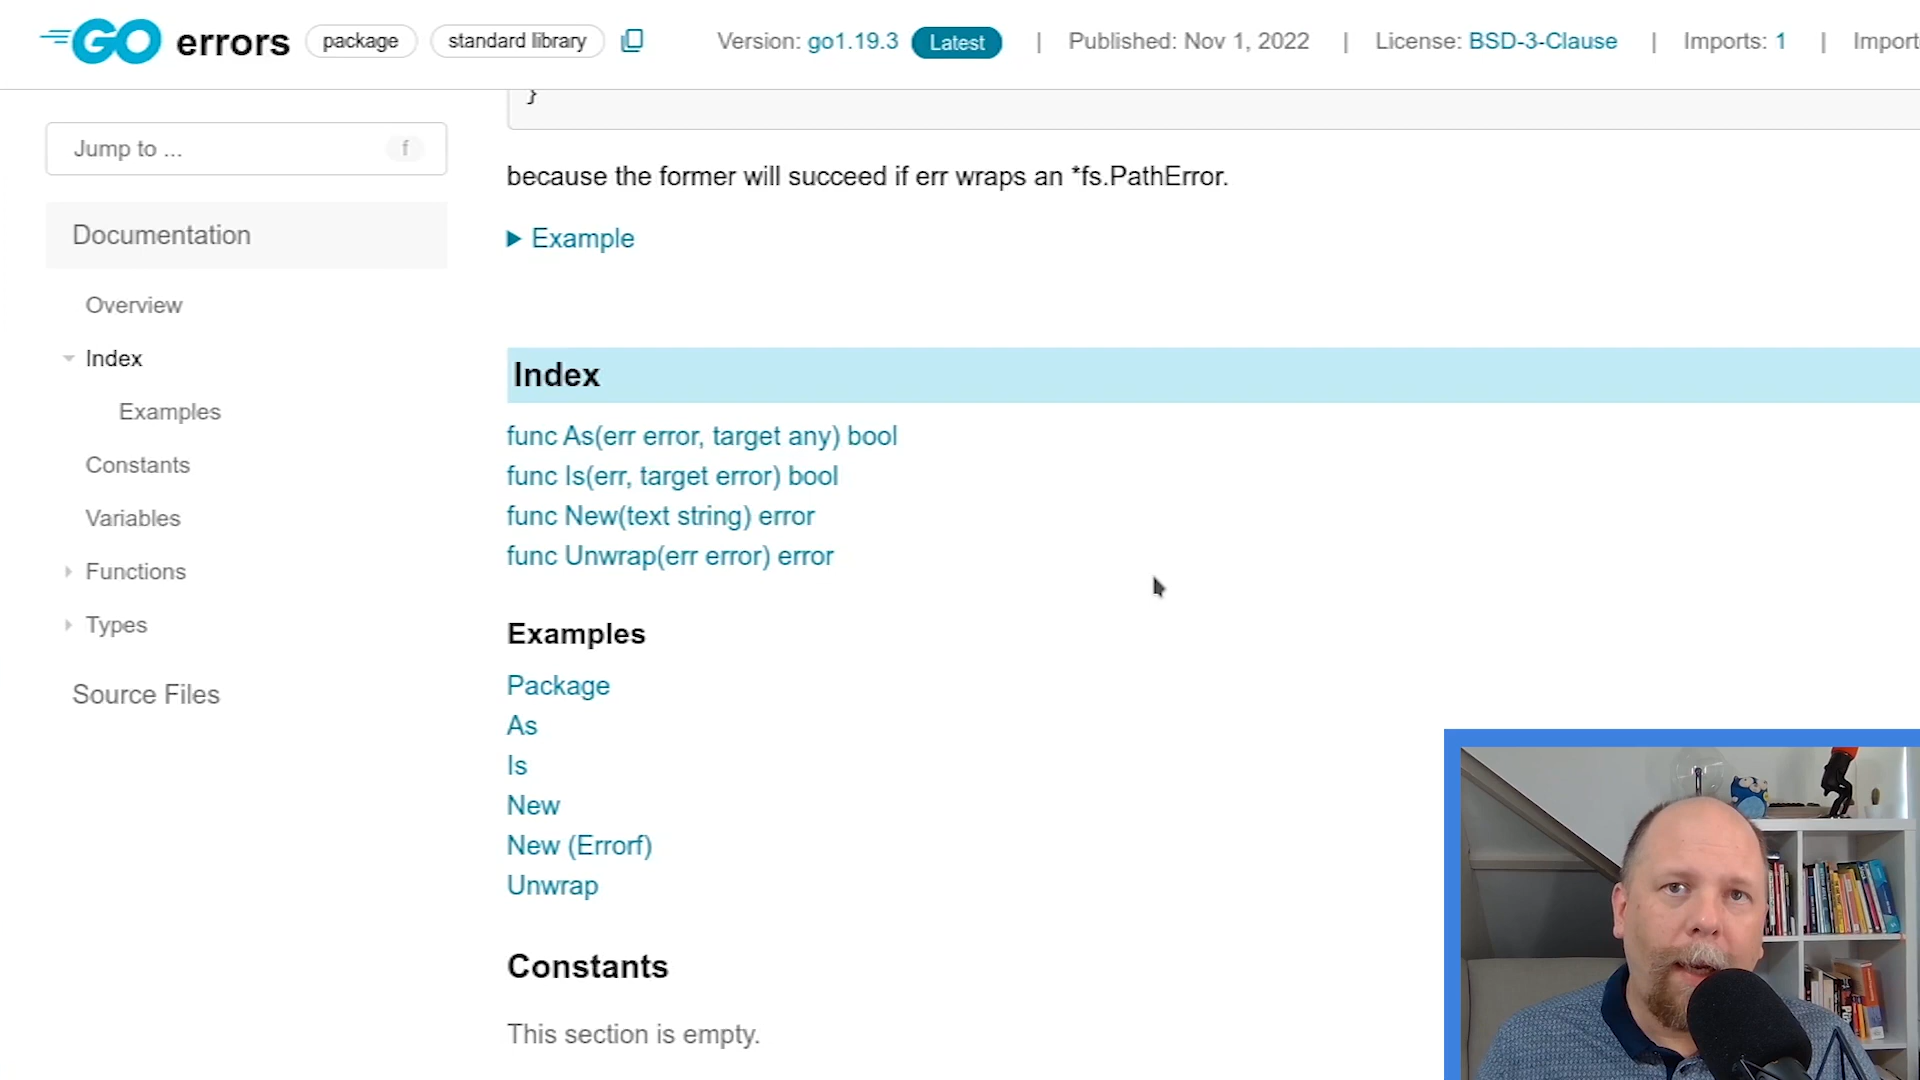 GO errors package standard library Version: go1.19.3 Latest | Published: Nov 1, 2022 | License: BSD-3-Clause | Imports: 1 | Import
Jump to ... f
Documentation
Overview
Index
Examples
Constants
Variables
Functions
Types
Source Files
}
because the former will succeed if err wraps an *fs.PathError.
Example
Index
func As(err error, target any) bool
func Is(err, target error) bool
func New(text string) error
func Unwrap(err error) error
Examples
Package
As
Is
New
New (Errorf)
Unwrap
Constants
This section is empty.